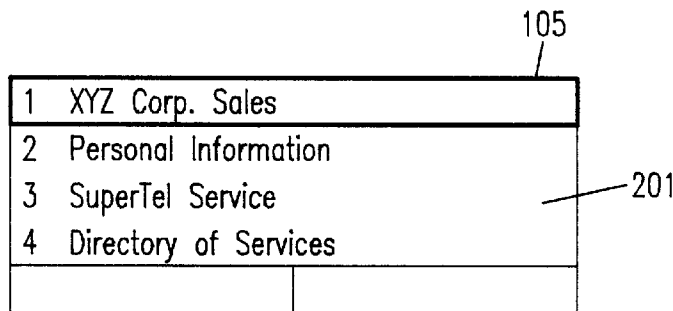 105
1 XYZ Corp. Sales
2 Personal Information
3 SuperTel Service
201
4 Directory of Services